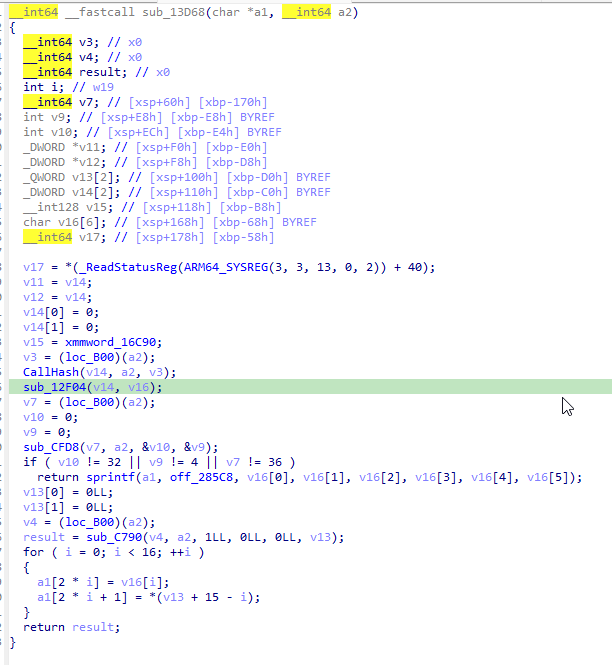 __int64 __fastcall sub_13D68(char *a1, __int64 a2)
{
  __int64 v3; // x0
  __int64 v4; // x0
  __int64 result; // x0
  int i; // w19
  __int64 v7; // [xsp+60h] [xbp-170h]
  int v9; // [xsp+E8h] [xbp-E8h] BYREF
  int v10; // [xsp+ECh] [xbp-E4h] BYREF
  _DWORD *v11; // [xsp+F0h] [xbp-E0h]
  _DWORD *v12; // [xsp+F8h] [xbp-D8h]
  _QWORD v13[2]; // [xsp+100h] [xbp-D0h] BYREF
  _DWORD v14[2]; // [xsp+110h] [xbp-C0h] BYREF
  __int128 v15; // [xsp+118h] [xbp-B8h]
  char v16[6]; // [xsp+168h] [xbp-68h] BYREF
  __int64 v17; // [xsp+178h] [xbp-58h]

  v17 = *(_ReadStatusReg(ARM64_SYSREG(3, 3, 13, 0, 2)) + 40);
  v11 = v14;
  v12 = v14;
  v14[0] = 0;
  v14[1] = 0;
  v15 = xmmword_16C90;
  v3 = (loc_B00)(a2);
  CallHash(v14, a2, v3);
  sub_12F04(v14, v16);
  v7 = (loc_B00)(a2);
  v10 = 0;
  v9 = 0;
  sub_CFD8(v7, a2, &v10, &v9);
  if ( v10 != 32 || v9 != 4 || v7 != 36 )
    return sprintf(a1, off_285C8, v16[0], v16[1], v16[2], v16[3], v16[4], v16[5]);
  v13[0] = 0LL;
  v13[1] = 0LL;
  v4 = (loc_B00)(a2);
  result = sub_C790(v4, a2, 1LL, 0LL, 0LL, v13);
  for ( i = 0; i < 16; ++i )
  {
    a1[2 * i] = v16[i];
    a1[2 * i + 1] = *(v13 + 15 - i);
  }
  return result;
}